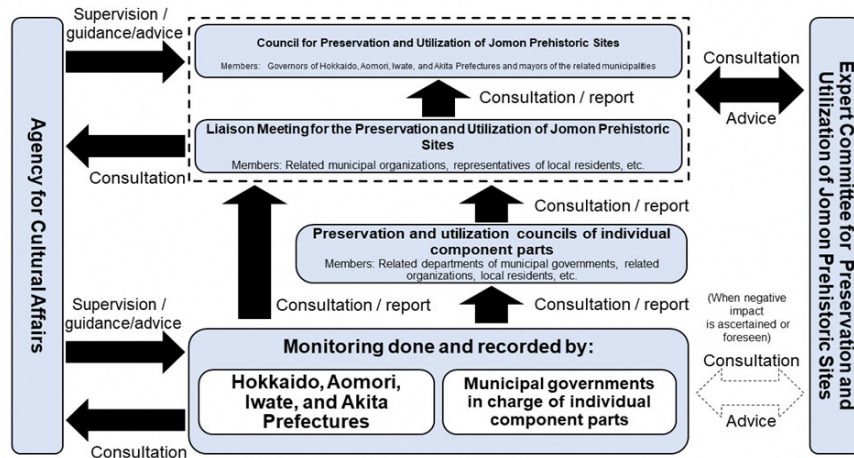 Supervision /
guidance/advice
Council for Preservation and Utilization of Jomon Prehistoric Sites
Members: Governors of Hokkaido, Aomori, Iwate, and Akita Prefectures and mayors of the related municipalities
Consultation
Advice
Consultation / report
Liaison Meeting for the Preservation and Utilization of Jomon Prehistoric
Sites
Members: Related municipal organizations, representatives of local residents, etc.
Consultation
Agency for Cultural Affairs
Expert Committee for Preservation and
Utilization of Jomon Prehistoric Sites
Consultation / report
Preservation and utilization councils of individual
component parts
Members: Related departments of municipal governments, related
organizations, local residents, etc.
Supervision /
guidance/advice
Consultation / report
Consultation / report
(When negative
impact
is ascertained or
foreseen)
Consultation
Advice
Monitoring done and recorded by:
Hokkaido, Aomori,
Iwate, and Akita
Prefectures
Municipal governments
in charge of individual
component parts
Consultation